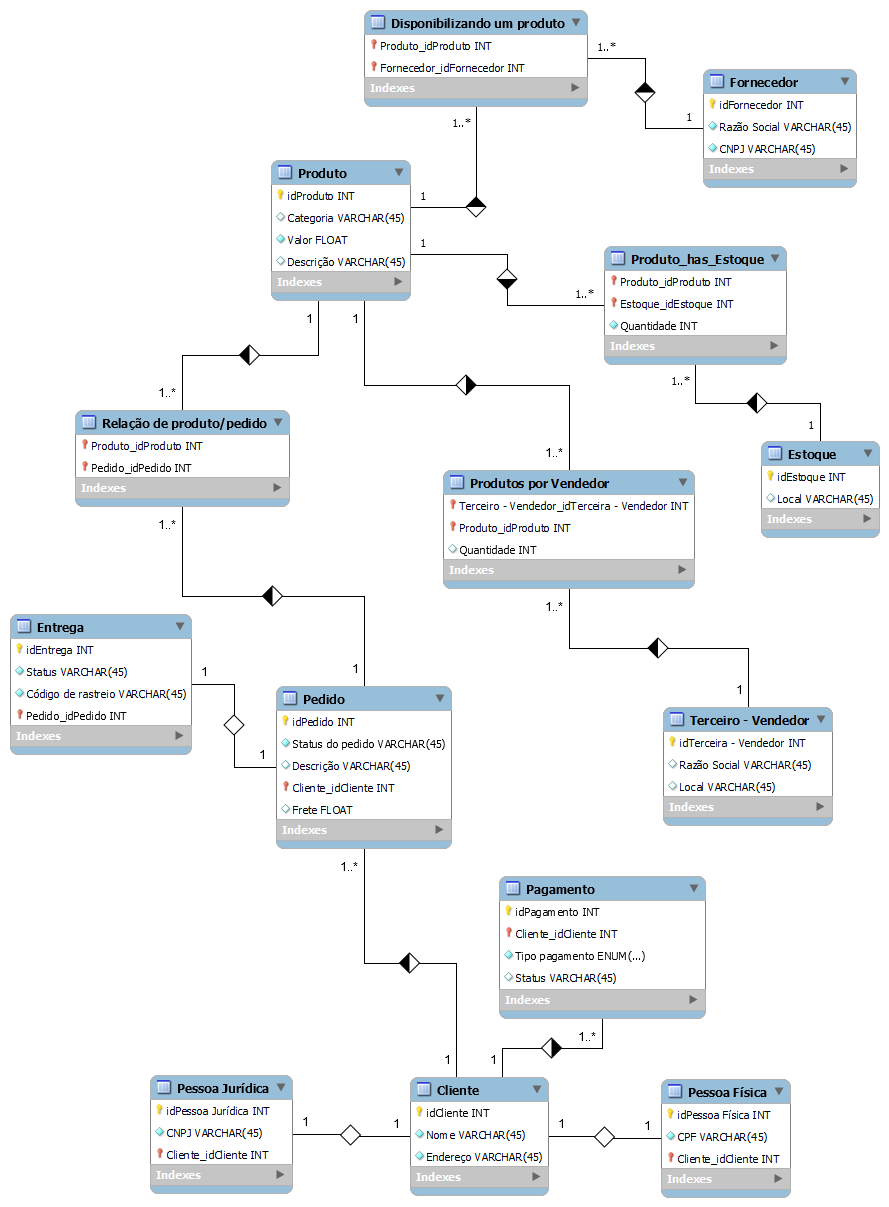 Disponibilizando um produto
Produto_idProduto INT
Fornecedor_idFornecedor INT
Indexes
1..*
Fornecedor
idFornecedor INT
Razão Social VARCHAR(45)
CNPJ VARCHAR(45)
Indexes
1
1..*
Produto
idProduto INT
Categoria VARCHAR(45)
Valor FLOAT
Descrição VARCHAR(45)
Indexes
1
1
1..*
Produto_has_Estoque
Produto_idProduto INT
Estoque_idEstoque INT
Quantidade INT
Indexes
1
1
1..*
1..*
1
Relação de produto/pedido
Produto_idProduto INT
Pedido_idPedido INT
Indexes
1..*
Estoque
idEstoque INT
Local VARCHAR(45)
Indexes
1..*
Produtos por Vendedor
Terceiro - Vendedor_idTerceira - Vendedor INT
Produto_idProduto INT
Quantidade INT
Indexes
1..*
Entrega
idEntrega INT
Status VARCHAR(45)
Código de rastreio VARCHAR(45)
Pedido_idPedido INT
Indexes
1
1
1
Pedido
idPedido INT
Status do pedido VARCHAR(45)
Descrição VARCHAR(45)
Cliente_idCliente INT
Frete FLOAT
Indexes
1
Terceiro - Vendedor
idTerceira - Vendedor INT
Razão Social VARCHAR(45)
Local VARCHAR(45)
Indexes
1..*
Pagamento
idPagamento INT
Cliente_idCliente INT
Tipo pagamento ENUM(...)
Status VARCHAR(45)
Indexes
1..*
1
1
Pessoa Jurídica
idPessoa Jurídica INT
CNPJ VARCHAR(45)
Cliente_idCliente INT
Indexes
1
1
Cliente
idCliente INT
Nome VARCHAR(45)
Endereço VARCHAR(45)
Indexes
1
1
Pessoa Física
idPessoa Física INT
CPF VARCHAR(45)
Cliente_idCliente INT
Indexes